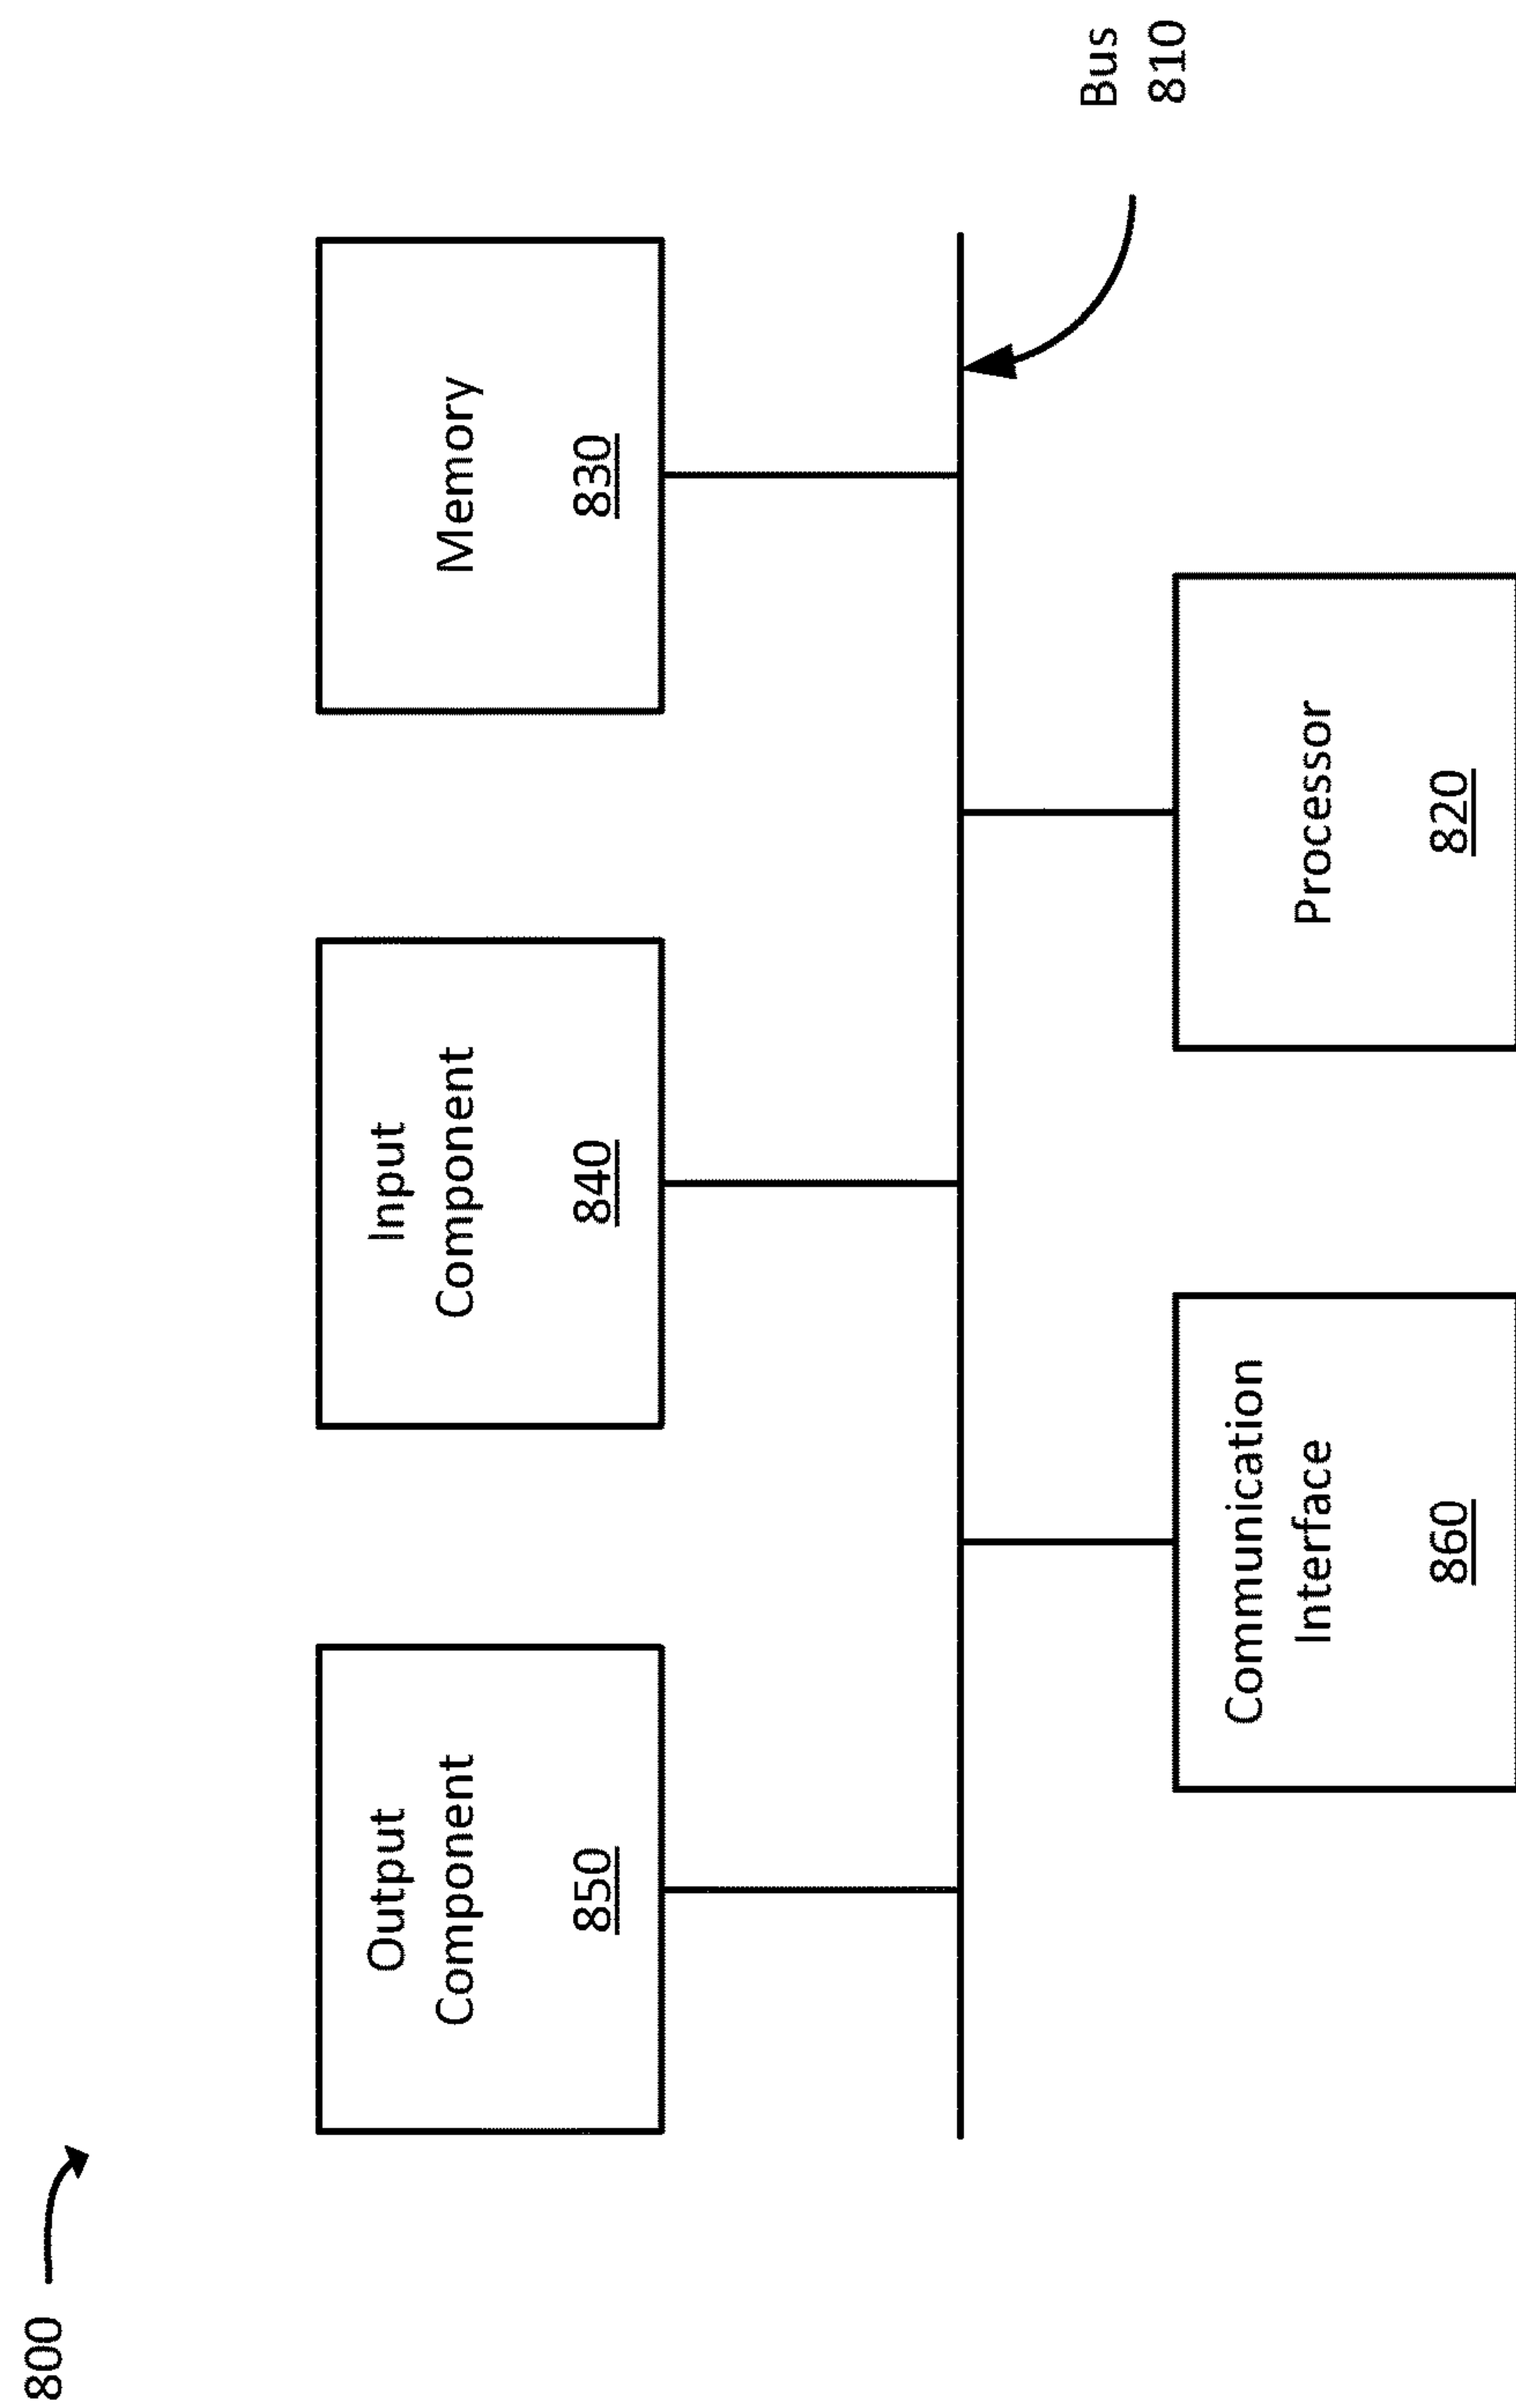 800
Output
Component
850
Input
Component
840
Memory
830
Bus
810
Communication
Interface
860
Processor
820